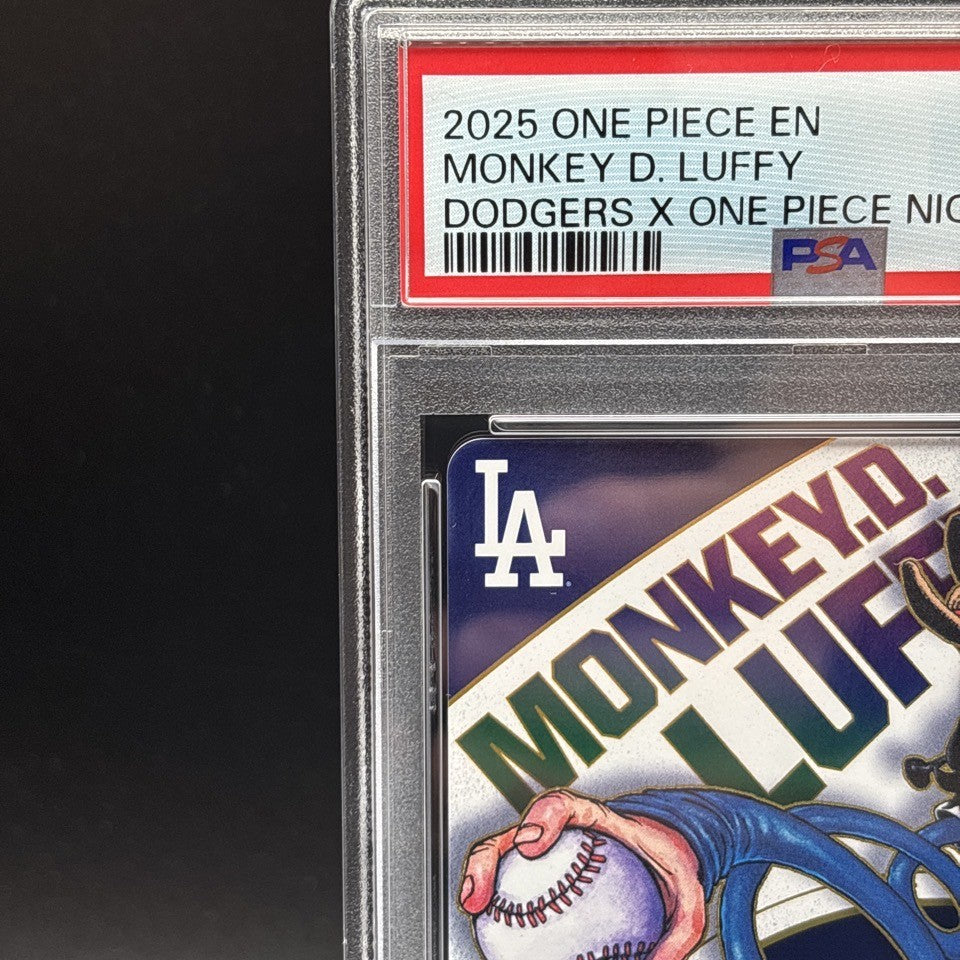 2025 ONE PIECE EN
MONKEY D. LUFFY
DODGERS X ONE PIECE
PSA
LA
MONKEY.D.